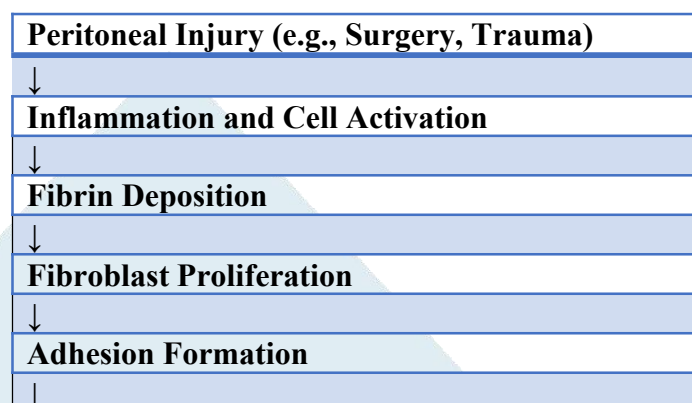 Peritoneal Injury (e.g., Surgery, Trauma)
↓
Inflammation and Cell Activation
↓
Fibrin Deposition
↓
Fibroblast Proliferation
↓
Adhesion Formation